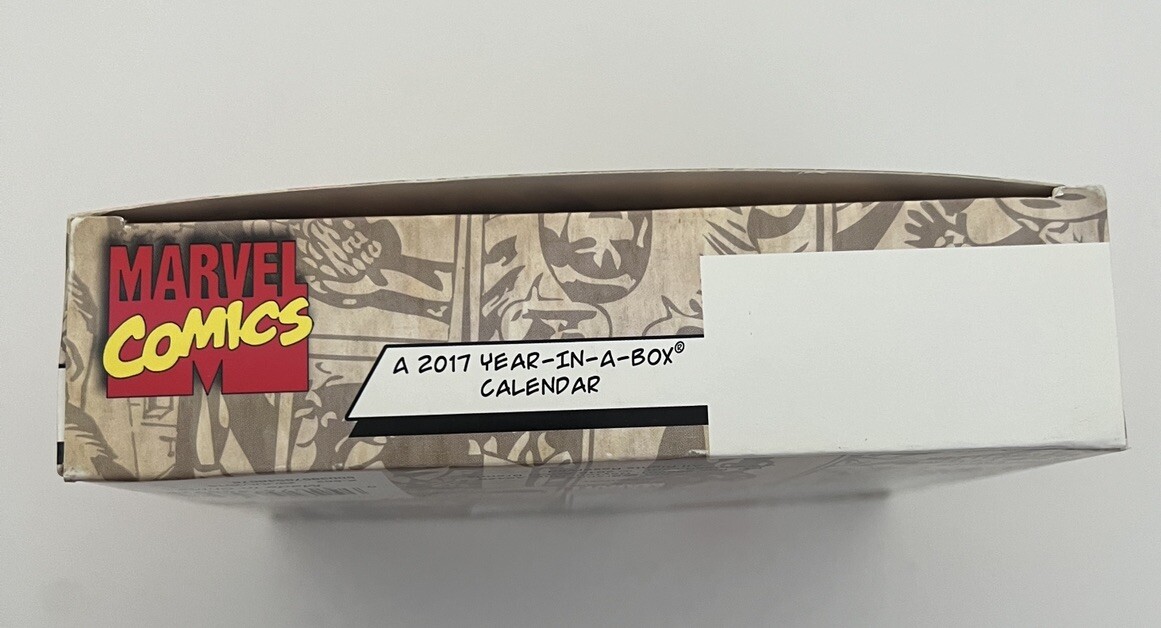 MARVEL
COMICS
A 2017 YEAR-IN-A-BOX®
CALENDAR